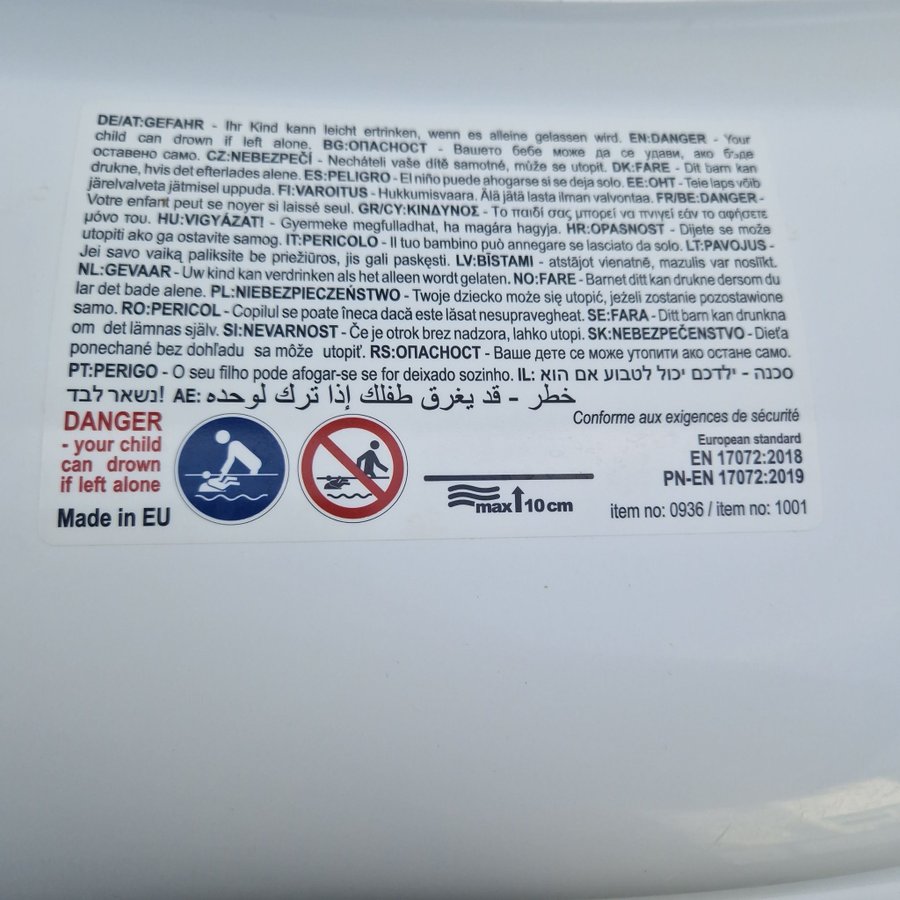 DE/AT:GEFAHR - Ihr Kind kann leicht ertrinken, wenn es alleine gelassen wird. EN:DANGER - Your
child can drown if left alone. BG:ОПАСНОСТ - Вашето бебе може да се удави, ако бъде
оставено само. CZ:NEBEZPEČÍ - Necháteli vaše dítě samotné, může se utopit. DK:FARE - Dit barn kan
drukne, hvis det efterlades alene. ES:PELIGRO - El niño puede ahogarse si se deja solo. EE:OHT - Teie laps võib
järelvalveta jätmisel uppuda. FI:VAROITUS - Hukkumisvaara. Älä jätä lasta ilman valvontaa. FR/BE:DANGER -
Votre enfant peut se noyer si laissé seul. GR/CY:ΚΙΝΔΥΝΟΣ - Το παιδί σας μπορεί να πνιγεί εάν το αφήσετε
μόνο του. HU:VIGYÁZAT! - Gyermeke megfulladhat, ha magára hagyja. HR:OPASNOST - Dijete se može
utopiti ako ga ostavite samog. IT:PERICOLO - Il tuo bambino può annegare se lasciato da solo. LT:PAVOJUS -
Jei savo vaiką paliksite be priežiūros, jis gali paskęsti. LV:BĪSTAMI - atstājot vienatnē, mazulis var noslīkt.
NL:GEVAAR - Uw kind kan verdrinken als het alleen wordt gelaten. NO:FARE - Barnet ditt kan drukne dersom du
lar det bade alene. PL:NIEBEZPIECZEŃSTWO - Twoje dziecko może się utopić, jeżeli zostanie pozostawione
samo. RO:PERICOL - Copilul se poate îneca dacă este lăsat nesupravegheat. SE:FARA - Ditt barn kan drunkna
om det lämnas själv. SI:NEVARNOST - Če je otrok brez nadzora, lahko utopi. SK:NEBEZPEČENSTVO - Dieťa
ponechané bez dohľadu sa môže utopiť. RS:ОПАСНОСТ - Ваше дете се може утопити ако остане само.
PT:PERIGO - O seu filho pode afogar-se se for deixado sozinho. IL: סכנה - ילדכם יכול לטבוע אם הוא
נשאר לבד! AE: خطر - قد يغرق طفلك إذا ترك لوحده
DANGER
- your child
can drown
if left alone
Made in EU
max 10 cm
Conforme aux exigences de sécurité
European standard
EN 17072:2018
PN-EN 17072:2019
item no: 0936 / item no: 1001